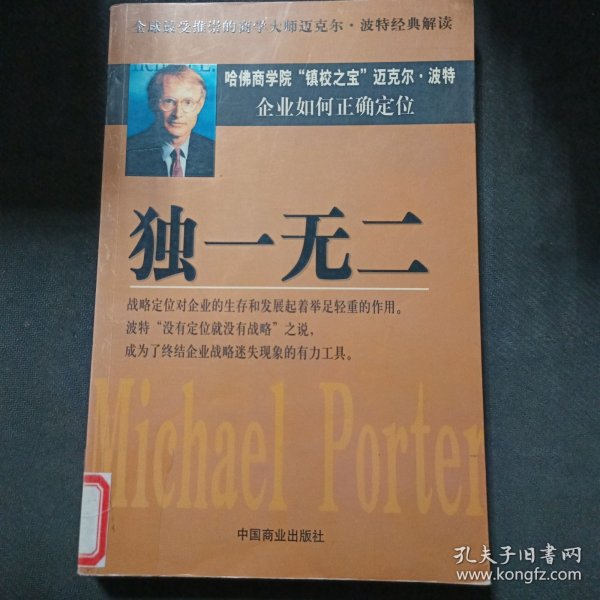 全球最受推崇的商学大师迈克尔·波特经典解读
哈佛商学院“镇校之宝”迈克尔·波特
企业如何正确定位
独一无二
战略定位对企业的生存和发展起着举足轻重的作用。
波特“没有定位就没有战略”之说，
成为了终结企业战略迷失现象的有力工具。
Michael Porter
中国商业出版社
孔夫子旧书网
www.kongfz.com